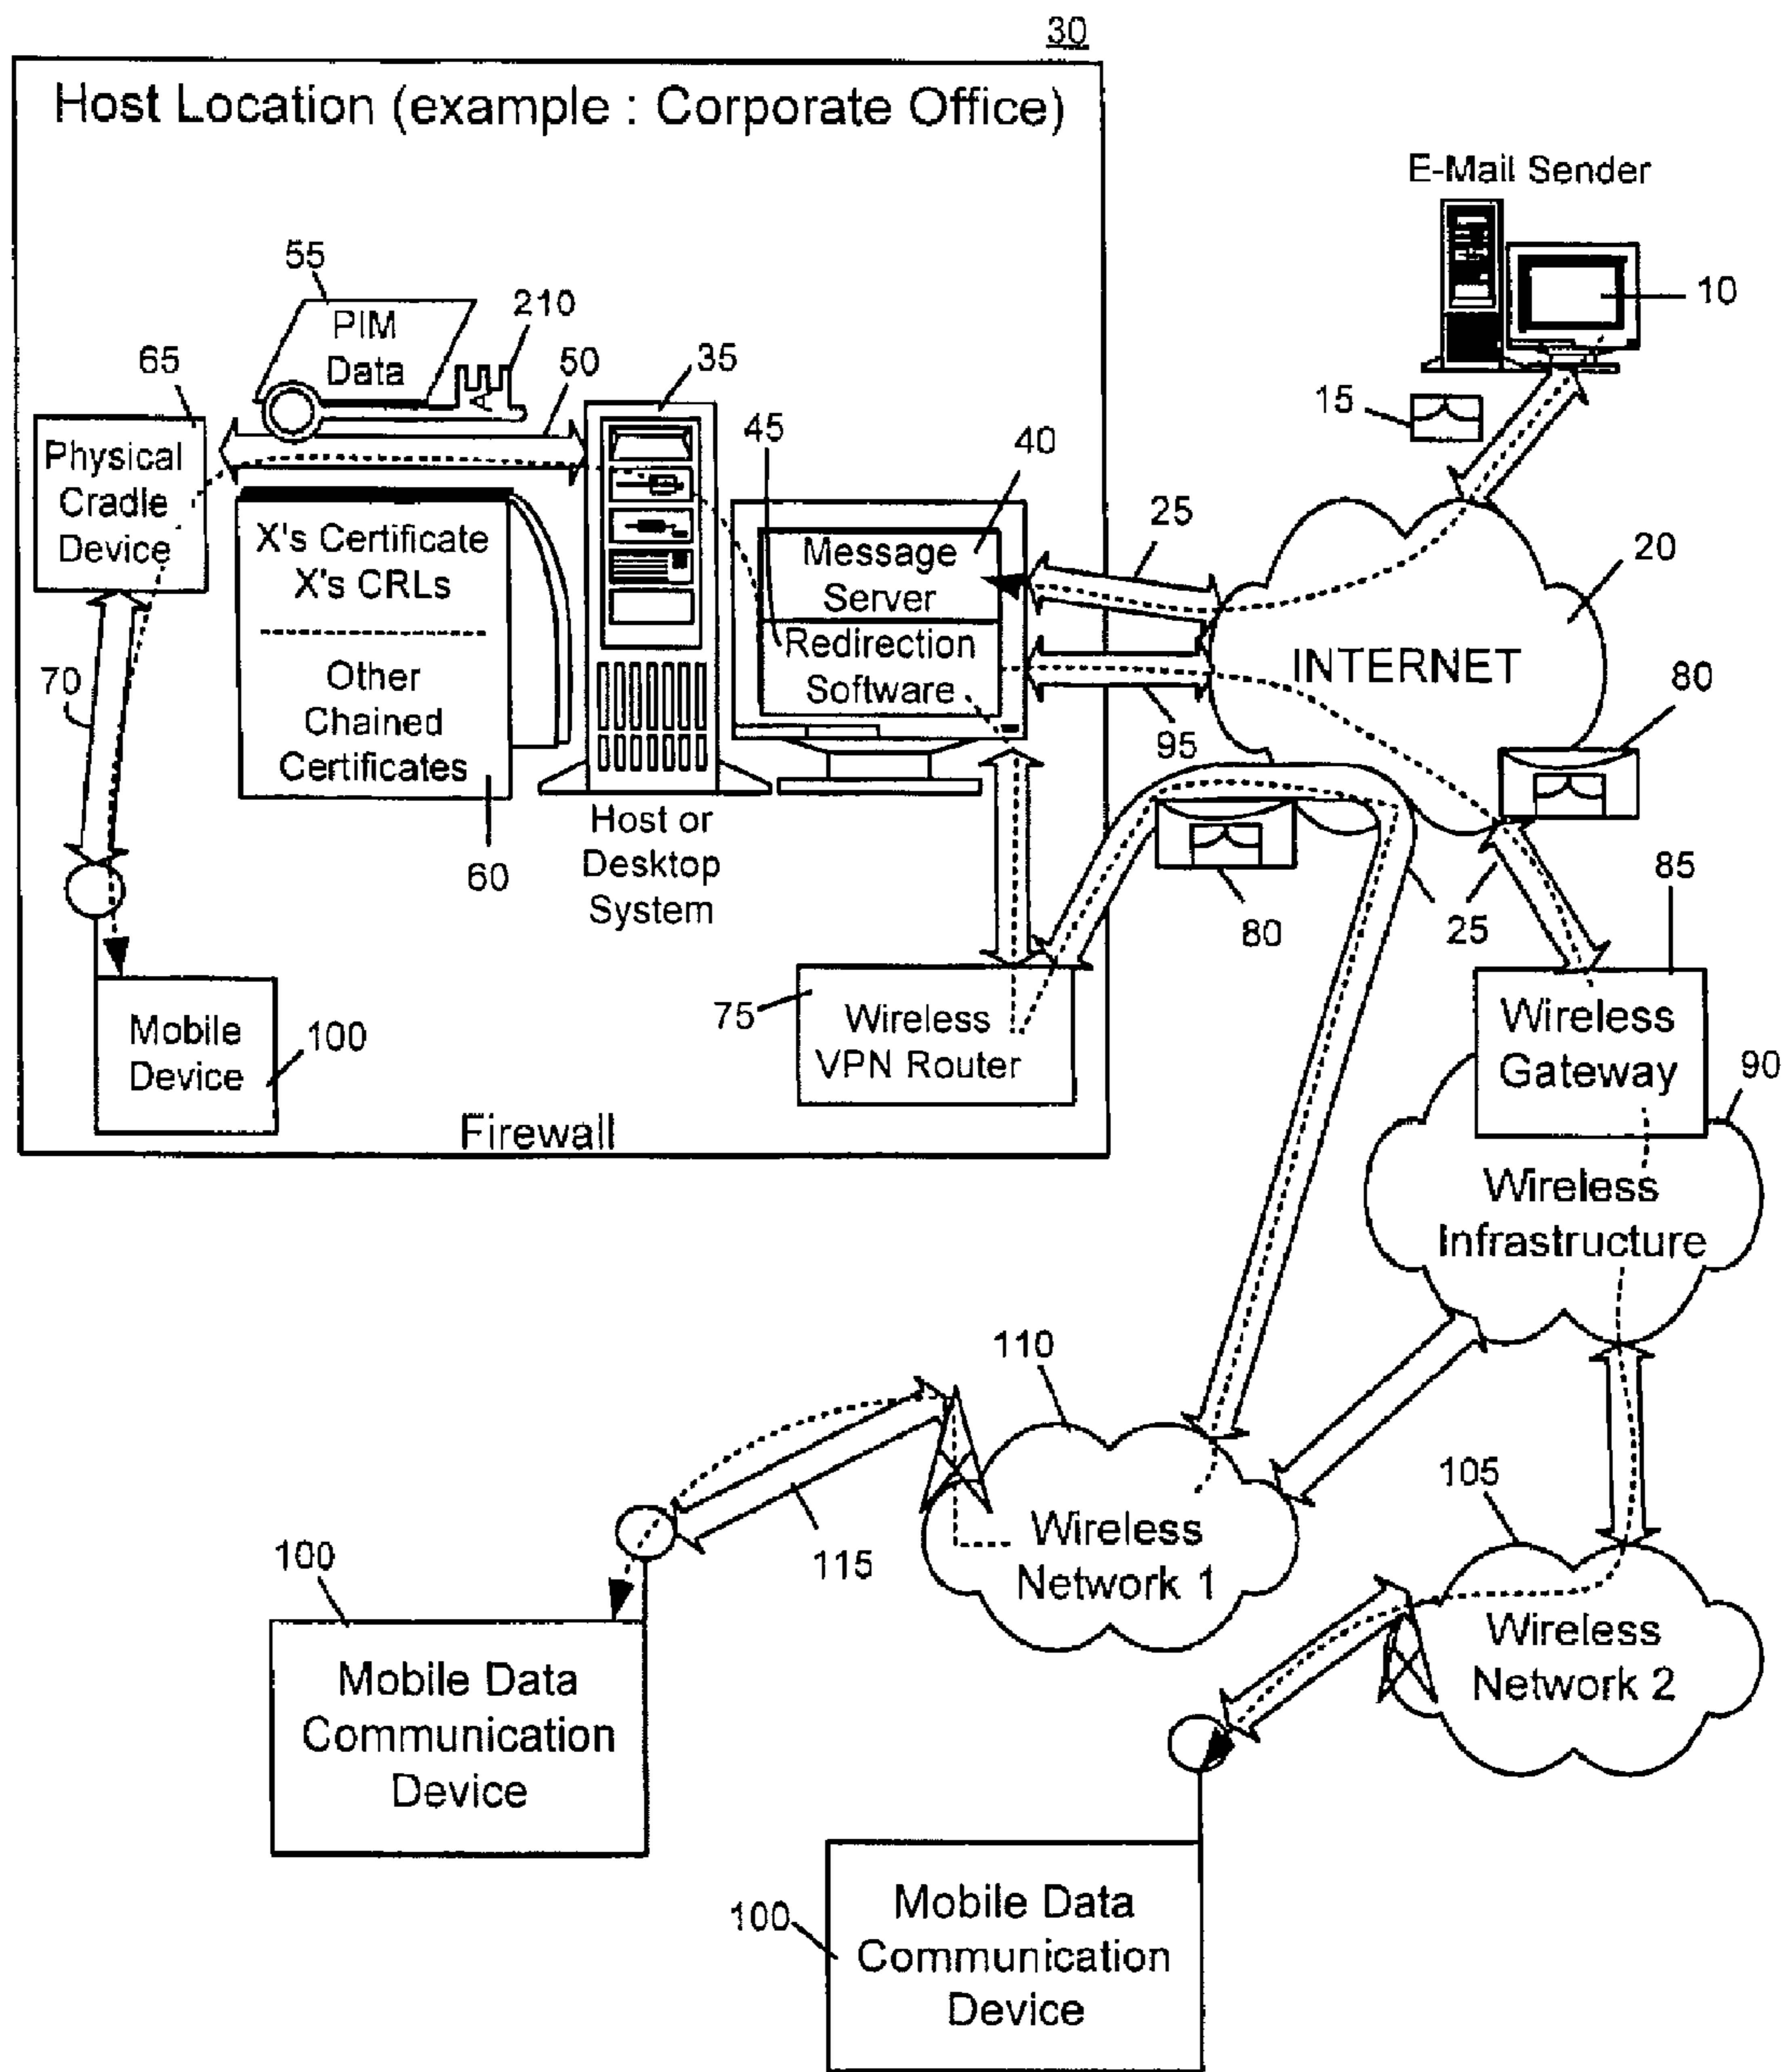 30
Host Location (example : Corporate Office)
E-Mail Sender
10
15
55
PIM
Data
210
65
50
35
45
40
Physical
Cradle
Device
X's Certificate
X's CRLs
Other
Chained
Certificates
60
70
Message
Server
Redirection
Software
25
20
INTERNET
95
80
80
Host or
Desktop
System
25
85
Mobile
Device
100
75
Wireless
VPN Router
Firewall
Wireless
Gateway
90
Wireless
Infrastructure
110
Wireless
Network 1
115
105
Wireless
Network 2
100
Mobile Data
Communication
Device
100
Mobile Data
Communication
Device